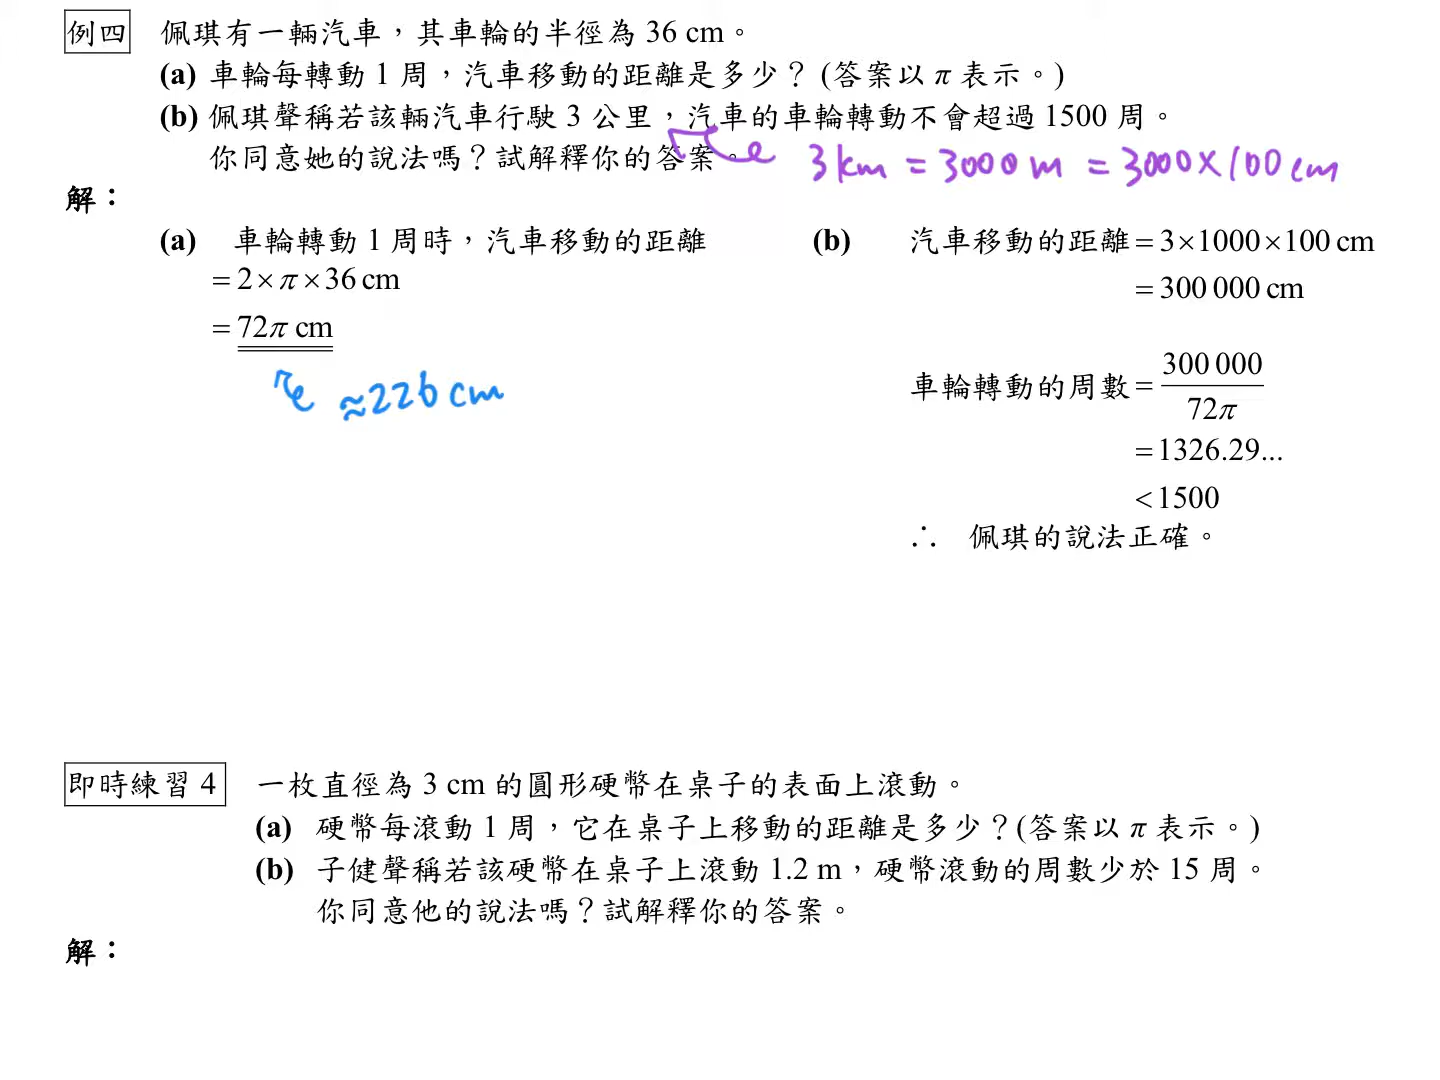 例四 佩琪有一輛汽車，其車輪的半徑為 36 cm。
(a) 車輪每轉動 1 周，汽車移動的距離是多少？ (答案以 π 表示。)
(b) 佩琪聲稱若該輛汽車行駛 3 公里，汽車的車輪轉動不會超過 1500 周。
你同意她的說法嗎？試解釋你的答案。
3 km = 3000 m = 3000 × 100 cm
解：
(a) 車輪轉動 1 周時，汽車移動的距離
= 2 × π × 36 cm
= 72π cm
≈ 226 cm
(b) 汽車移動的距離 = 3×1000×100 cm
= 300 000 cm
車輪轉動的周數 = 300 000 / 72π
= 1326.29...
< 1500
∴ 佩琪的說法正確。
即時練習 4 一枚直徑為 3 cm 的圓形硬幣在桌子的表面上滾動。
(a) 硬幣每滾動 1 周，它在桌子上移動的距離是多少？(答案以 π 表示。)
(b) 子健聲稱若該硬幣在桌子上滾動 1.2 m，硬幣滾動的周數少於 15 周。
你同意他的說法嗎？試解釋你的答案。
解：